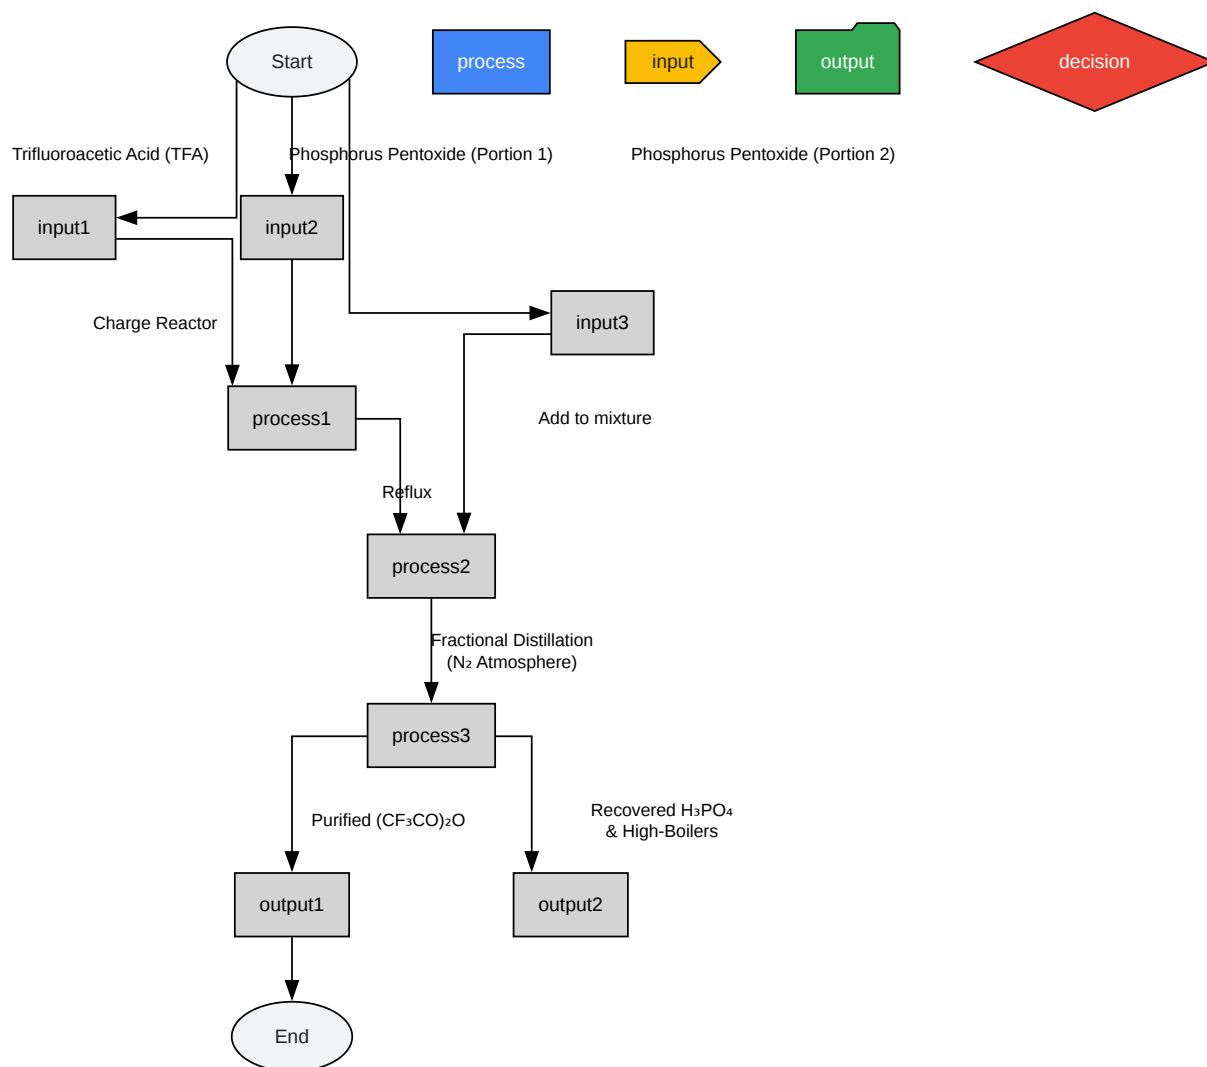 Start
process
input
output
decision
Trifluoroacetic Acid (TFA)
Phosphorus Pentoxide (Portion 1)
Phosphorus Pentoxide (Portion 2)
input1
input2
Charge Reactor
input3
process1
Add to mixture
Reflux
process2
Fractional Distillation
(N₂ Atmosphere)
process3
Purified (CF₃CO)₂O
Recovered H₃PO₄
& High-Boilers
output1
output2
End